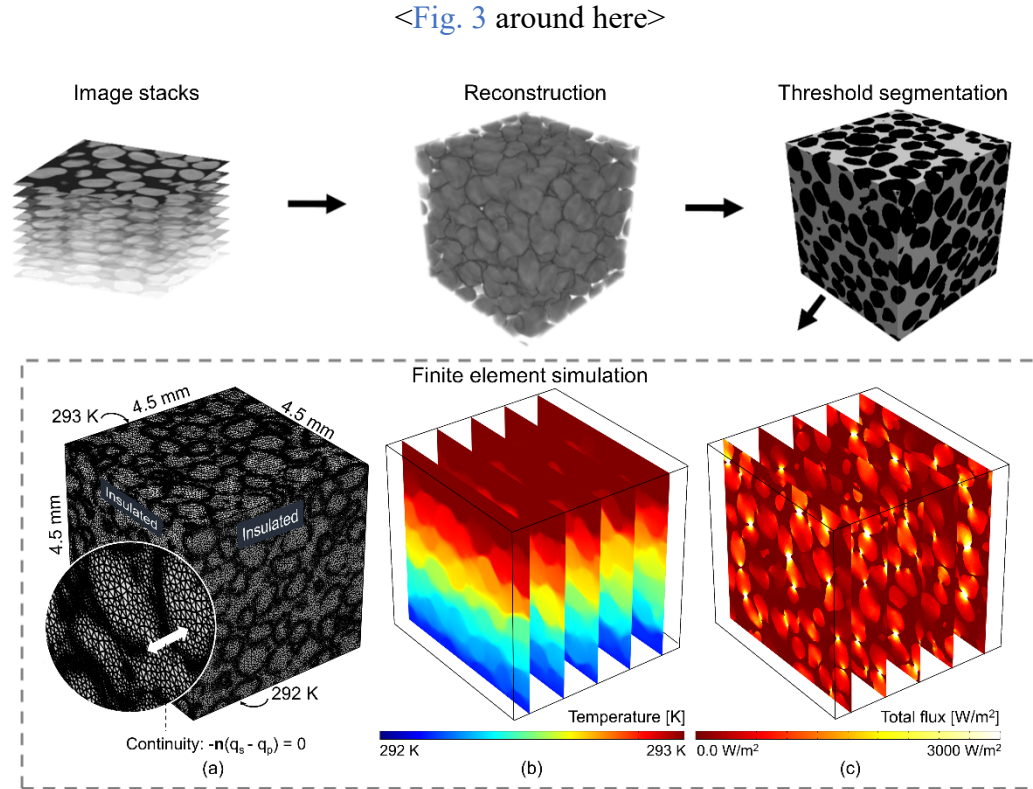 <Fig. 3 around here>
Image stacks
Reconstruction
Threshold segmentation
Finite element simulation
293 K
4.5 mm
4.5 mm
Insulated
Insulated
4.5 mm
292 K
Continuity: -n(qs - qp) = 0
(a)
Temperature [K]
292 K
293 K
(b)
Total flux [W/m²]
0.0 W/m²
3000 W/m²
(c)